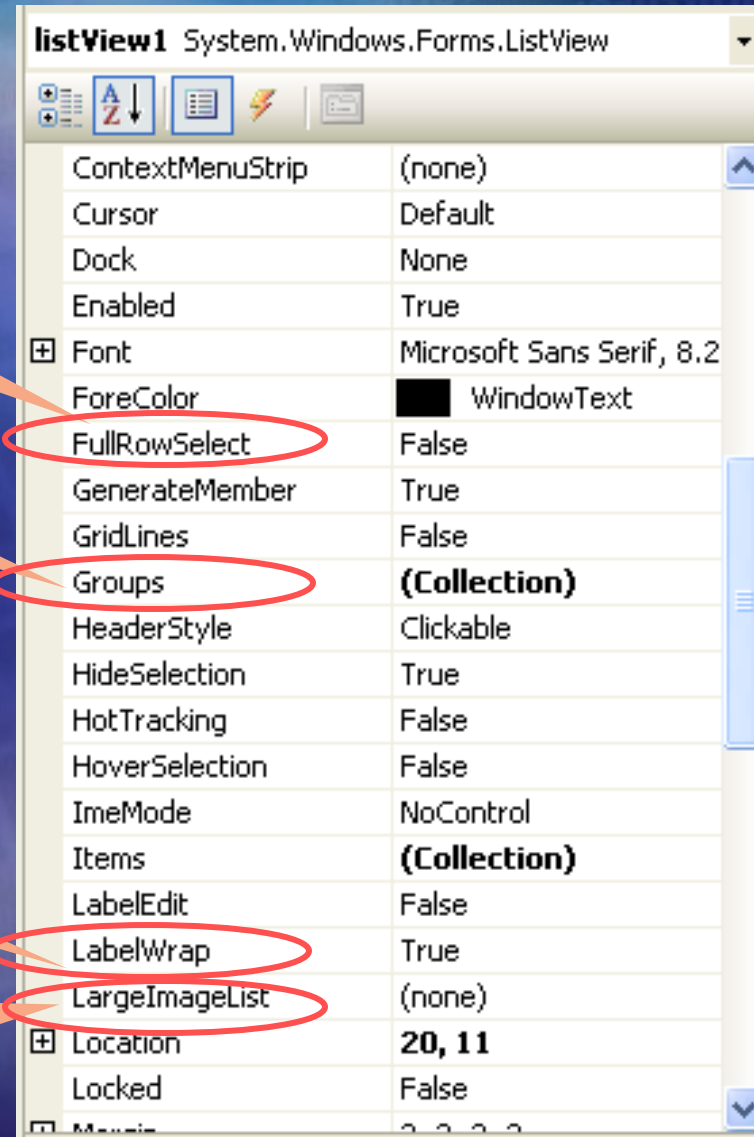 listView1 System.Windows.Forms.ListView
A
Z
ContextMenuStrip (none)
Cursor Default
Dock None
Enabled True
Font Microsoft Sans Serif, 8.2
ForeColor WindowText
FullRowSelect False
GenerateMember True
GridLines False
Groups (Collection)
HeaderStyle Clickable
HideSelection True
HotTracking False
HoverSelection False
ImeMode NoControl
Items (Collection)
LabelEdit False
LabelWrap True
LargeImageList (none)
Location 20, 11
Locked False